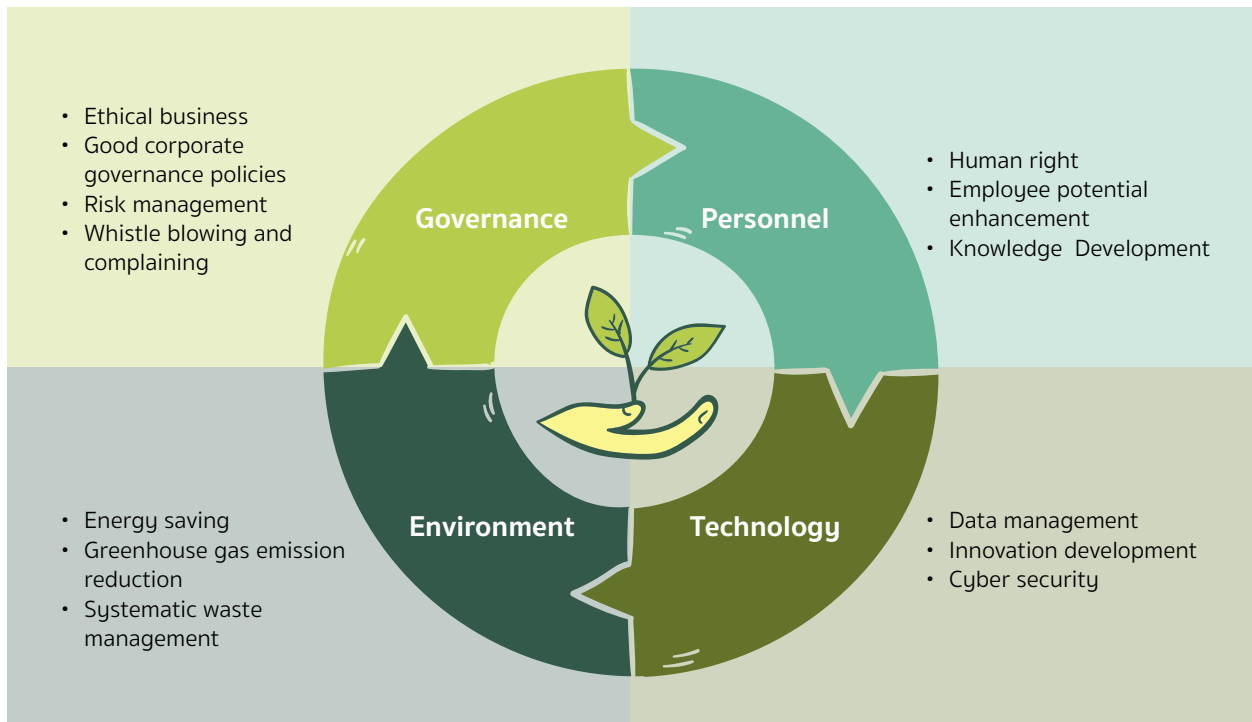 • Ethical business
• Good corporate
governance policies
• Risk management
• Whistle blowing and
complaining
Governance
Personnel
• Human right
• Employee potential
enhancement
• Knowledge  Development
• Energy saving
• Greenhouse gas emission
reduction
• Systematic waste
management
Environment
Technology
• Data management
• Innovation development
• Cyber security